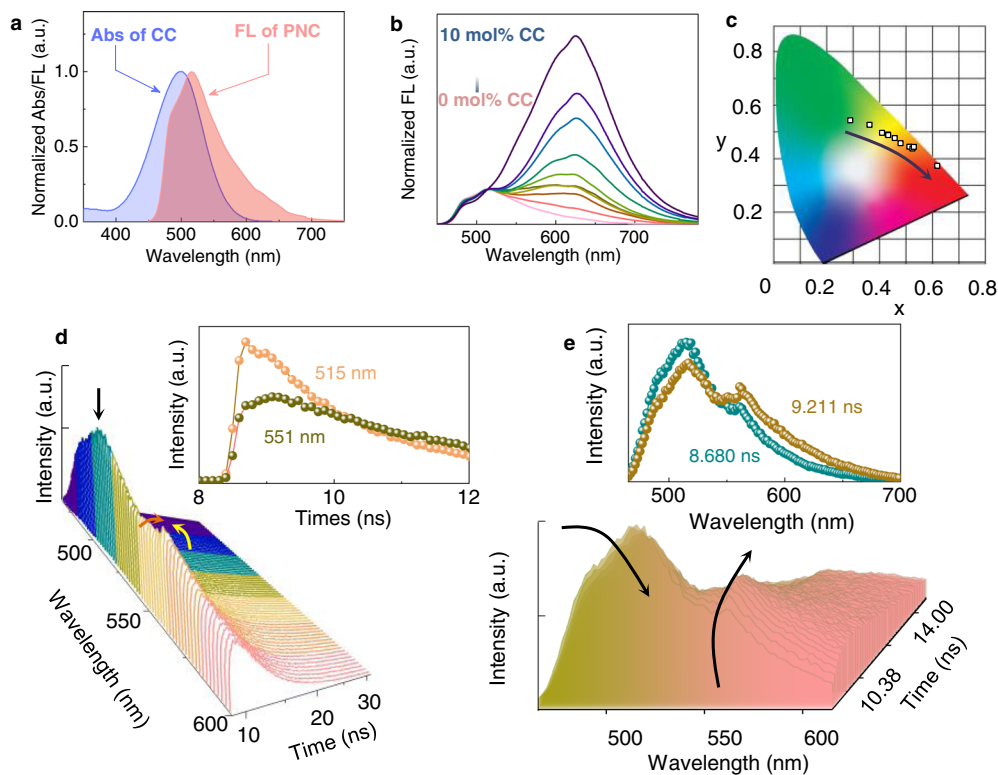 a
Abs of CC
FL of PNC
Normalized Abs/FL (a.u.)
1.0
0.5
0.0
400 500 600 700
Wavelength (nm)
b
10 mol% CC
0 mol% CC
Normalized FL (a.u.)
500 600 700
Wavelength (nm)
c
0.8
0.6
y
0.4
0.2
0 0.2 0.4 0.6 0.8
x
d
Intensity (a.u.)
500
550
600
Wavelength (nm)
10
20
30
Time (ns)
Intensity (a.u.)
515 nm
551 nm
8 10 12
Times (ns)
e
Intensity (a.u.)
9.211 ns
8.680 ns
500 600 700
Wavelength (nm)
Intensity (a.u.)
14.00
10.38
Time (ns)
500 550 600
Wavelength (nm)